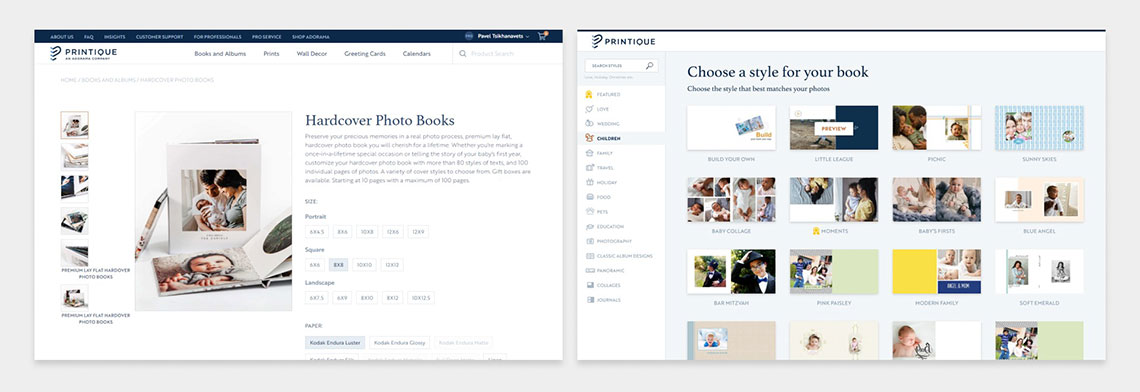 ABOUT US FAQ INSIGHTS CUSTOMER SUPPORT FOR PROFESSIONALS PRO SERVICE SHOP ADORAMA
Pavel Tsikhanavets
PRINTIQUE
AN ADORAMA COMPANY
Books and Albums Prints Wall Decor Greeting Cards Calendars Product Search
HOME / BOOKS AND ALBUMS / HARDCOVER PHOTO BOOKS
Hardcover Photo Books
Preserve your precious memories in a real photo process, premium lay flat,
hardcover photo book you will cherish for a lifetime. Whether you're marking a
once-in-a-lifetime special occasion or telling the story of your baby's first year,
customize your hardcover photo book with more than 80 styles of texts, and 100
individual pages of photos. A variety of cover styles to choose from. Gift boxes are
available. Starting at 10 pages with a maximum of 100 pages.
SIZE:
Portrait
6X4.5 8X6 10X8 12X6 12X9
Square
6X6 8X8 10X10 12X12
Landscape
6X7.5 6X9 8X10 8X12 10X12.5
PAPER:
Kodak Endura Luster Kodak Endura Glossy Kodak Endura Matte
PREMIUM LAY FLAT HARDOVER
PHOTO BOOKS
PREMIUM LAY FLAT HARDOVER
PHOTO BOOKS
PRINTIQUE
SEARCH STYLES
FEATURED
LOVE
WEDDING
CHILDREN
FAMILY
TRAVEL
HOLIDAY
FOOD
PETS
EDUCATION
PHOTOGRAPHY
CLASSIC ALBUM DESIGNS
PANORAMIC
COLLAGES
JOURNALS
Choose a style for your book
Choose the style that best matches your photos
Build
PREVIEW
BUILD YOUR OWN LITTLE LEAGUE PICNIC SUNNY SKIES
BABY COLLAGE MOMENTS BABY'S FIRSTS BLUE ANGEL
ANGEL & MOM
BAR MITZVAH PINK PAISLEY MODERN FAMILY SOFT EMERALD